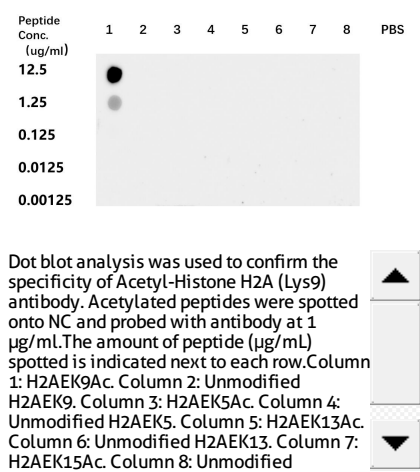 Peptide
Conc.
(ug/ml)
1 2 3 4 5 6 7 8 PBS
12.5
1.25
0.125
0.0125
0.00125
Dot blot analysis was used to confirm the
specificity of Acetyl-Histone H2A (Lys9)
antibody. Acetylated peptides were spotted
onto NC and probed with antibody at 1
μg/ml.The amount of peptide (μg/mL)
spotted is indicated next to each row.Column
1: H2AEK9Ac. Column 2: Unmodified
H2AEK9. Column 3: H2AEK5Ac. Column 4:
Unmodified H2AEK5. Column 5: H2AEK13Ac.
Column 6: Unmodified H2AEK13. Column 7:
H2AEK15Ac. Column 8: Unmodified